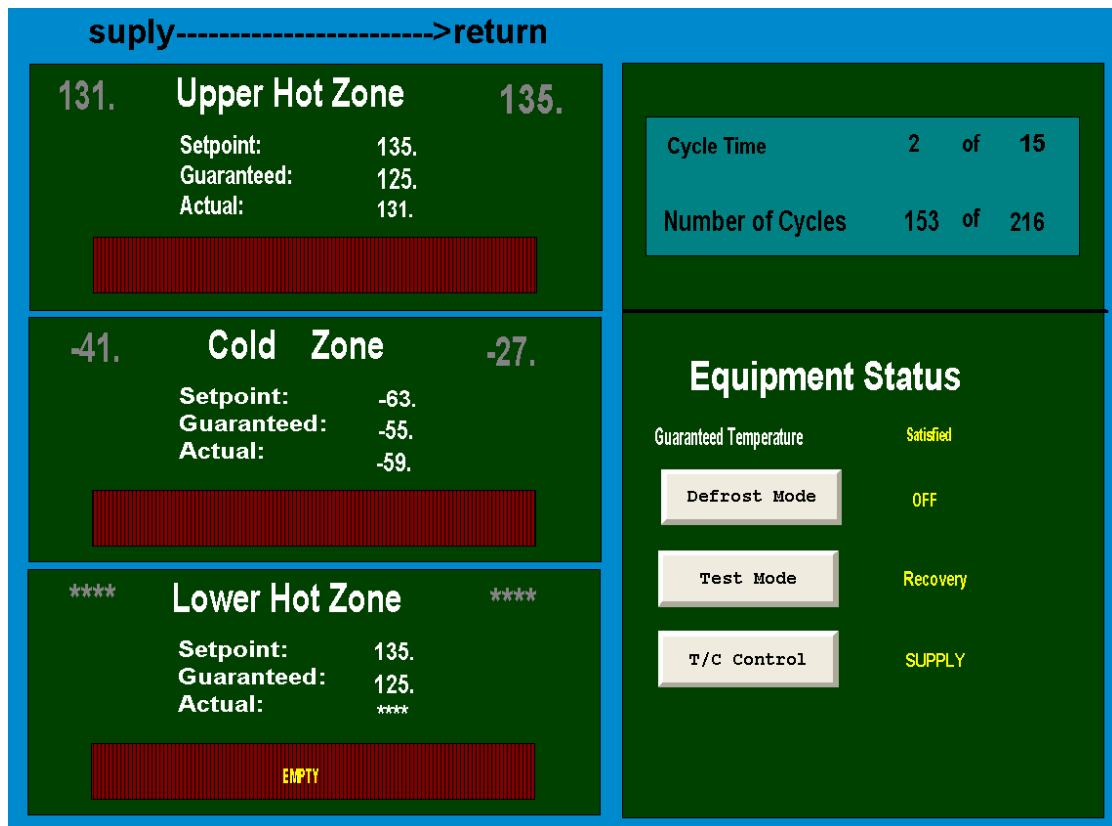 suply------------------------>return
131. Upper Hot Zone 135.
Setpoint: 135.
Guaranteed: 125.
Actual: 131.
-41. Cold Zone -27.
Setpoint: -63.
Guaranteed: -55.
Actual: -59.
**** Lower Hot Zone ****
Setpoint: 135.
Guaranteed: 125.
Actual: ****
EMPTY
Cycle Time 2 of 15
Number of Cycles 153 of 216
Equipment Status
Guaranteed Temperature Satisfied
Defrost Mode OFF
Test Mode Recovery
T/C Control SUPPLY